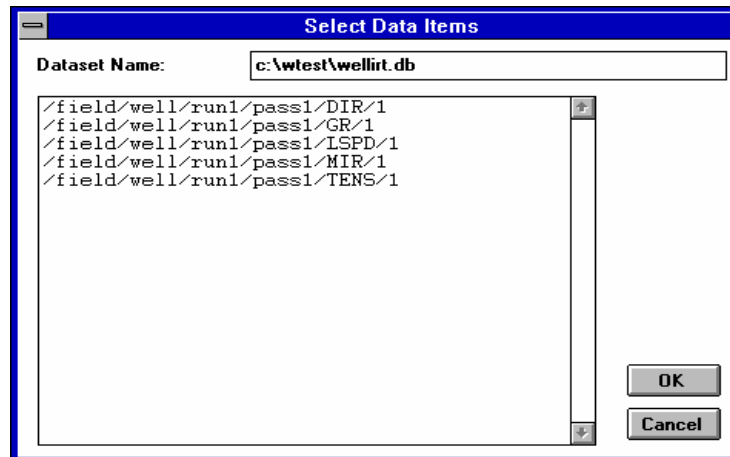 Select Data Items
Dataset Name: c:\wtest\wellirt.db
/field/well/run1/pass1/DIR/1
/field/well/run1/pass1/GR/1
/field/well/run1/pass1/LSPD/1
/field/well/run1/pass1/MIR/1
/field/well/run1/pass1/TENS/1
OK
Cancel